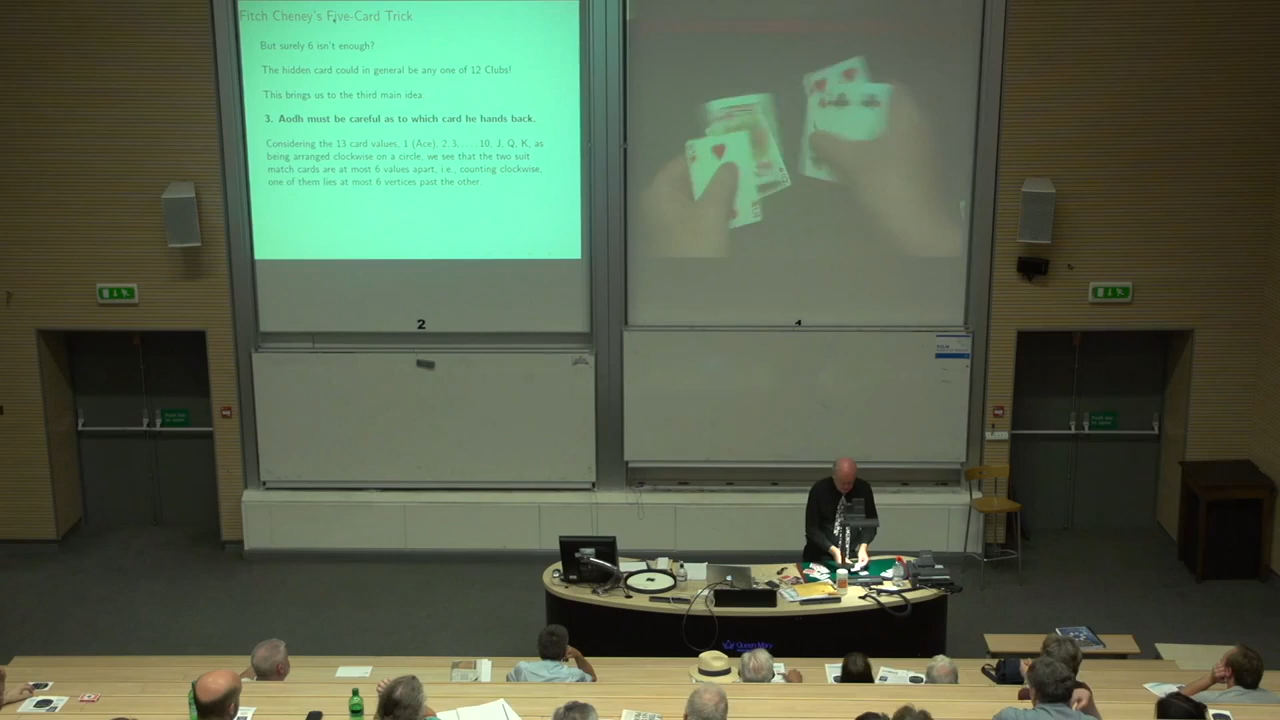 Fitch Cheney's Five-Card Trick
But surely 6 isn't enough?
The hidden card could in general be any one of 12 Clubs!
This brings us to the third main idea.
3. Aodh must be careful as to which card he hands back.
Considering the 13 card values, 1 (Ace), 2, 3, . . . , 10, J, Q, K, as
being arranged clockwise on a circle, we see that the two suit
match cards are at most 6 values apart, i.e., counting clockwise,
one of them lies at most 6 vertices past the other.
2
Queen Mary